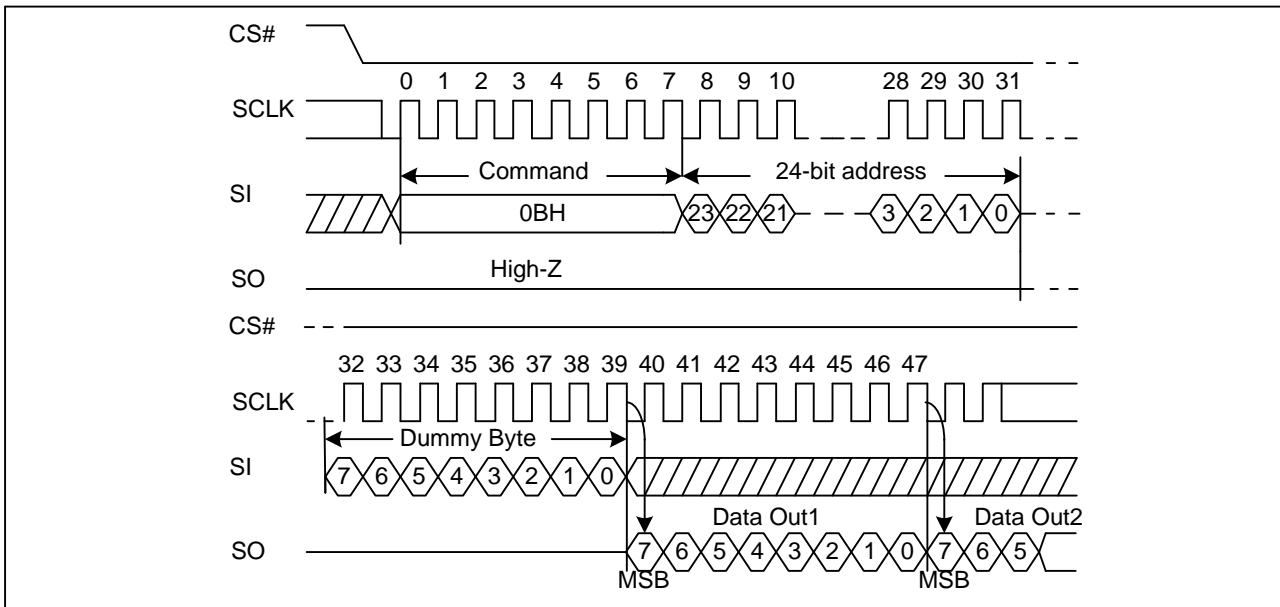 CS#
0 1 2 3 4 5 6 7 8 9 10 28 29 30 31
SCLK
Command 24-bit address
SI
0BH 23 22 21 3 2 1 0
High-Z
SO
CS#
32 33 34 35 36 37 38 39 40 41 42 43 44 45 46 47
SCLK
Dummy Byte
SI
7 6 5 4 3 2 1 0
Data Out1 Data Out2
SO
7 6 5 4 3 2 1 0 7 6 5
MSB MSB